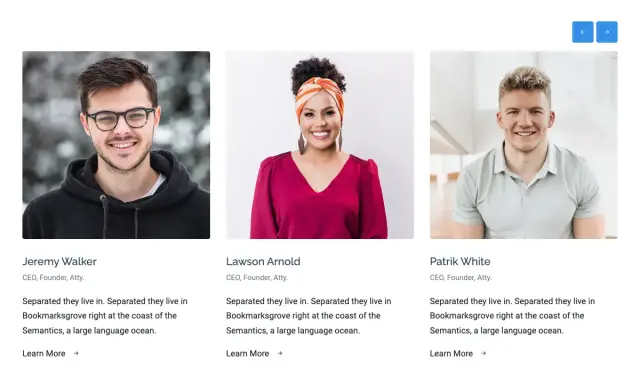 Jeremy Walker
CEO, Founder, Atty.
Separated they live in. Separated they live in
Bookmarksgrove right at the coast of the
Semantics, a large language ocean.
Learn More →
Lawson Arnold
CEO, Founder, Atty.
Separated they live in. Separated they live in
Bookmarksgrove right at the coast of the
Semantics, a large language ocean.
Learn More →
Patrik White
CEO, Founder, Atty.
Separated they live in. Separated they live in
Bookmarksgrove right at the coast of the
Semantics, a large language ocean.
Learn More →